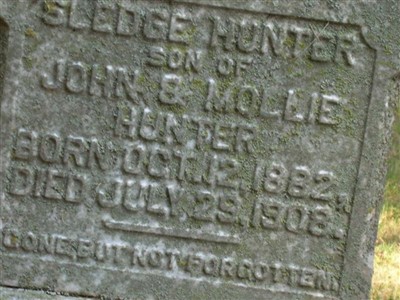 SLEDGE HUNTER
SON OF
JOHN & MOLLIE
HUNTER
BORN OCT. 12, 1882.
DIED JULY. 29. 1908.
GONE, BUT NOT FORGOTTEN.